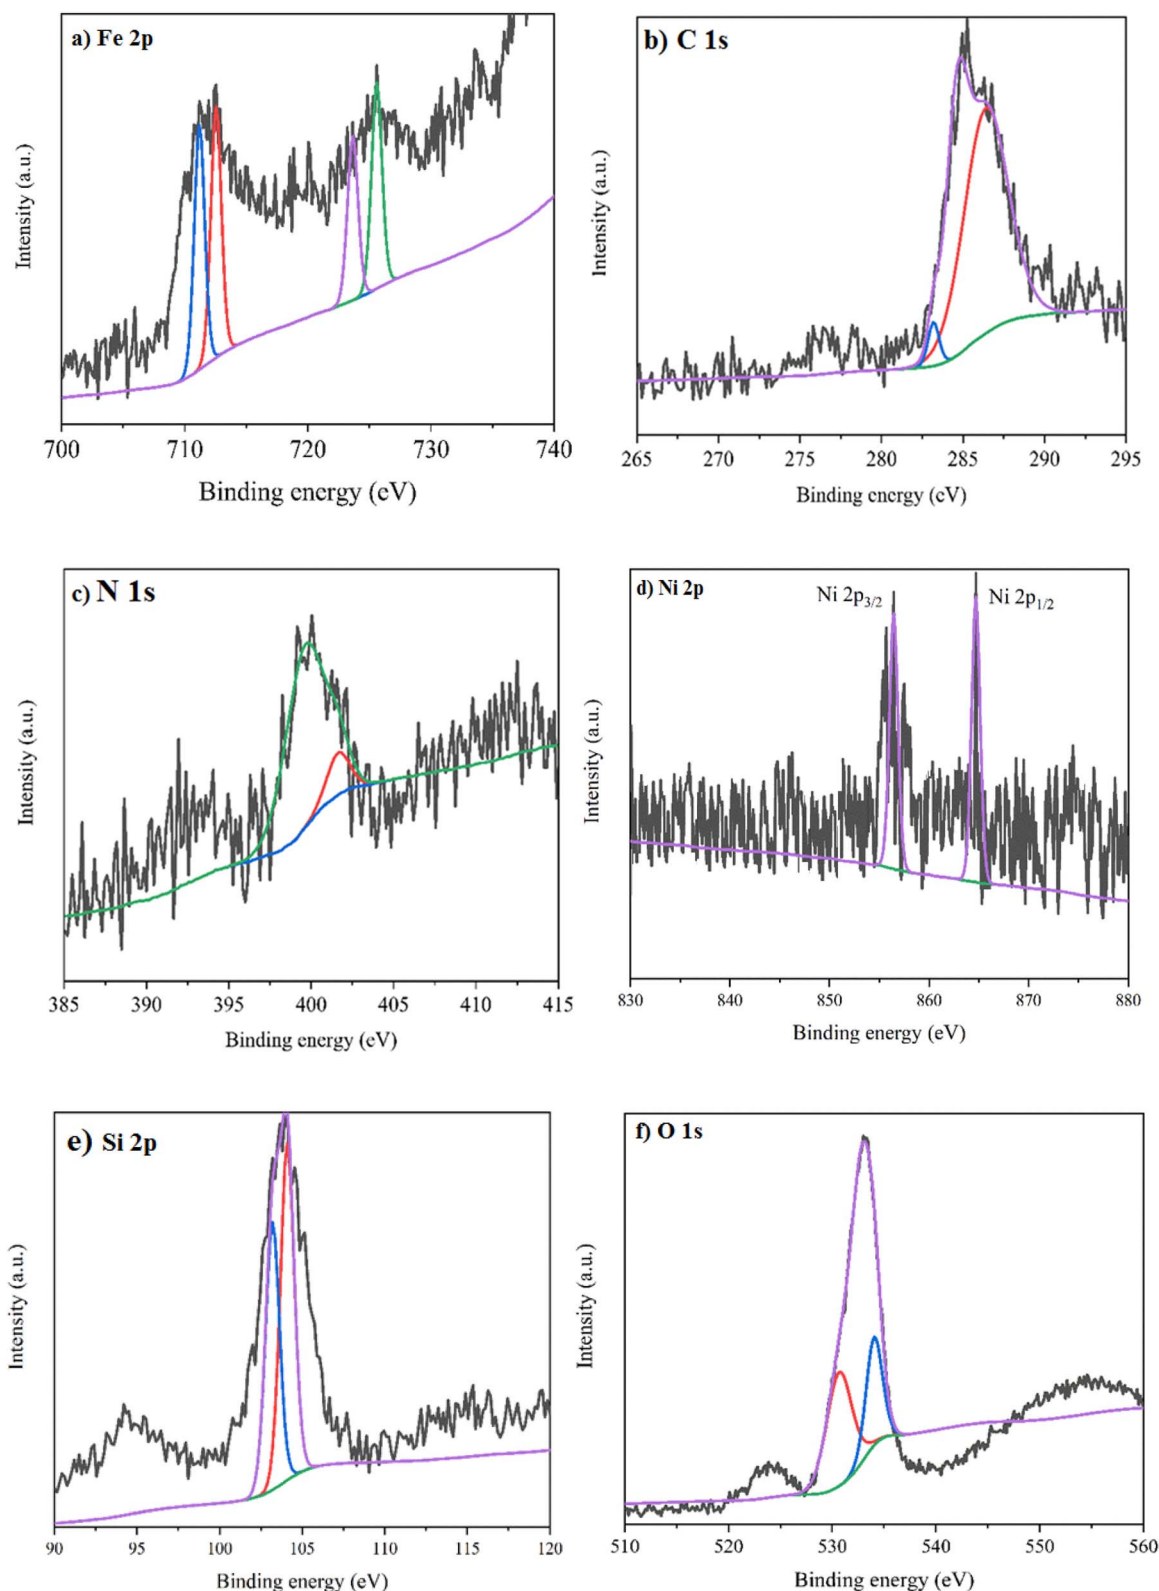 a) Fe 2p
Intensity (a.u.)
700 710 720 730 740
Binding energy (eV)
b) C 1s
Intensity (a.u.)
265 270 275 280 285 290 295
Binding energy (eV)
c) N 1s
Intensity (a.u.)
385 390 395 400 405 410 415
Binding energy (eV)
d) Ni 2p
Ni 2p3/2
Ni 2p1/2
Intensity (a.u.)
830 840 850 860 870 880
Binding energy (eV)
e) Si 2p
Intensity (a.u.)
90 95 100 105 110 115 120
Binding energy (eV)
f) O 1s
Intensity (a.u.)
510 520 530 540 550 560
Binding energy (eV)